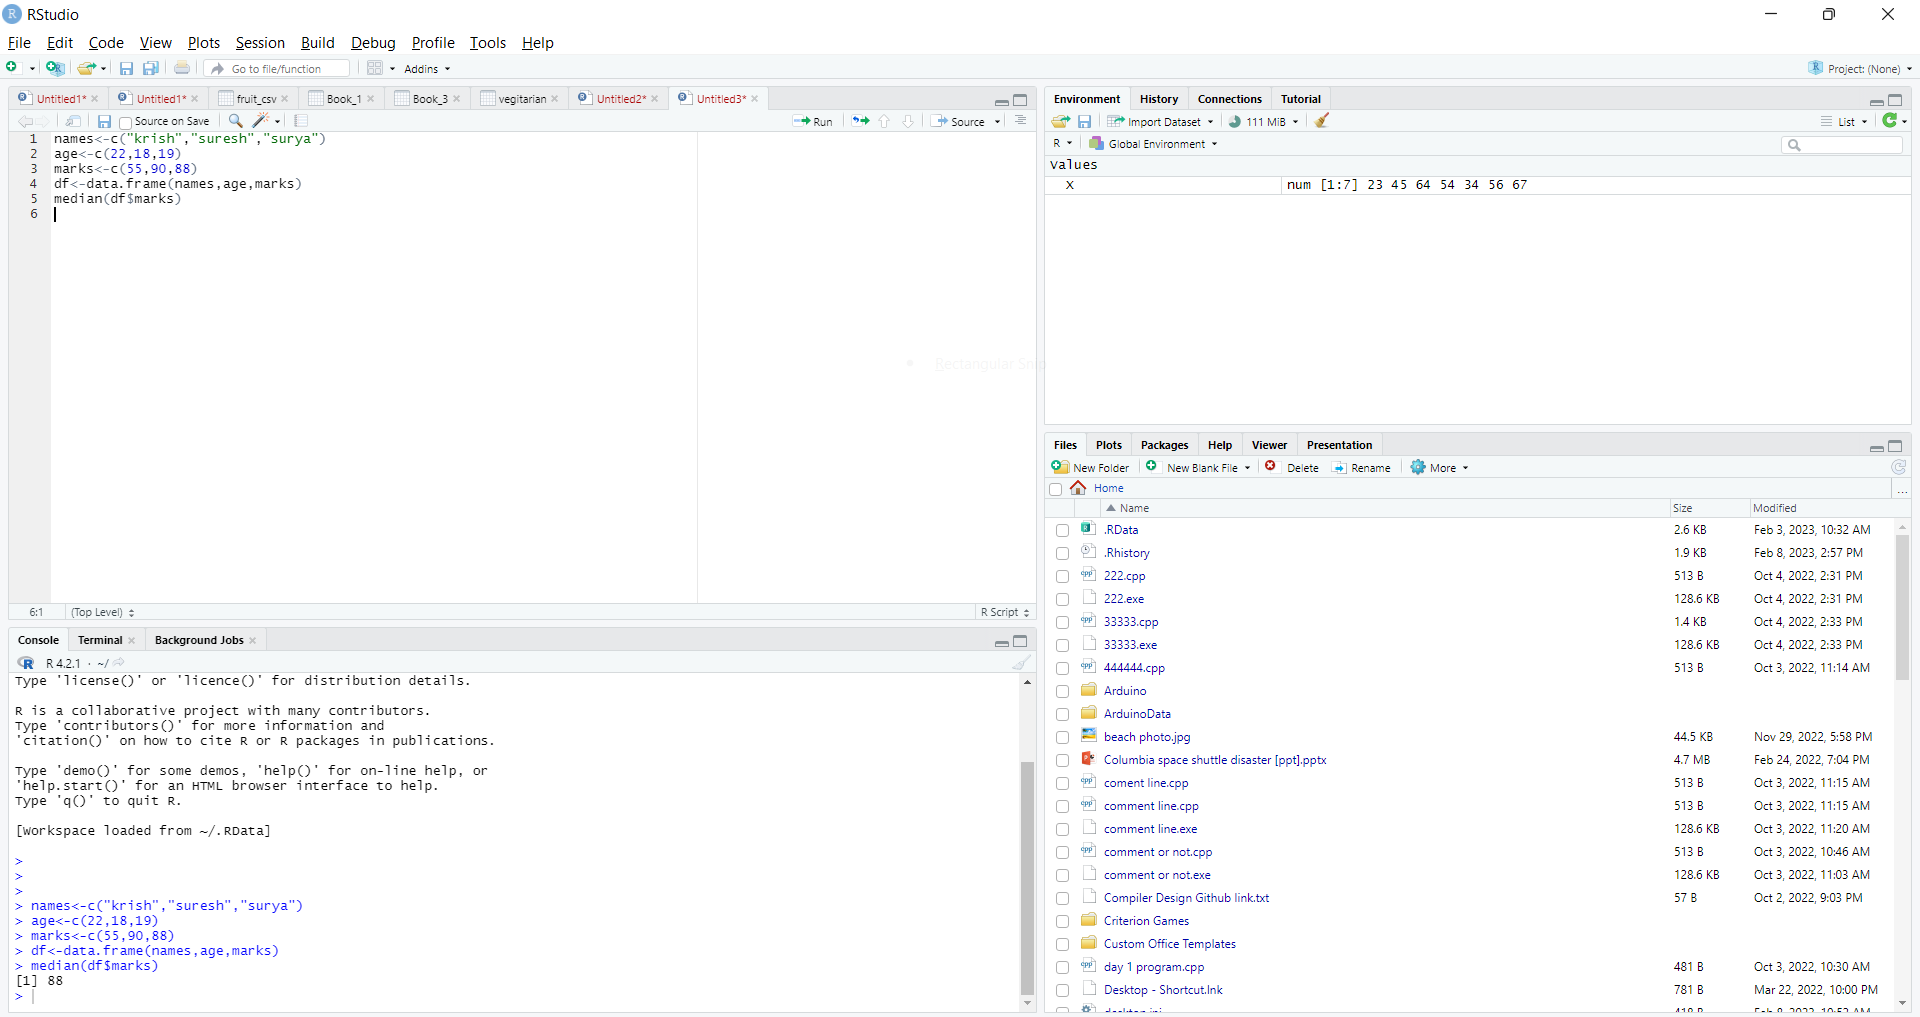 RStudio
File Edit Code View Plots Session Build Debug Profile Tools Help
Go to file/function Addins Project: (None)
Untitled1* Untitled1* fruit_csv Book_1 Book_3 vegitarian Untitled2* Untitled3*
Source on Save Run Source
1 names<-c("krish","suresh","surya")
2 age<-c(22,18,19)
3 marks<-c(55,90,88)
4 df<-data.frame(names,age,marks)
5 median(df$marks)
6
Rectangular Snip
6:1 (Top Level) R Script
Console Terminal Background Jobs
R 4.2.1 · ~/
Type 'license()' or 'licence()' for distribution details.
R is a collaborative project with many contributors.
Type 'contributors()' for more information and
'citation()' on how to cite R or R packages in publications.
Type 'demo()' for some demos, 'help()' for on-line help, or
'help.start()' for an HTML browser interface to help.
Type 'q()' to quit R.
[Workspace loaded from ~/.RData]
>
>
>
> names<-c("krish","suresh","surya")
> age<-c(22,18,19)
> marks<-c(55,90,88)
> df<-data.frame(names,age,marks)
> median(df$marks)
[1] 88
>
Environment History Connections Tutorial
Import Dataset 111 MiB List
R Global Environment
Values
x num [1:7] 23 45 64 54 34 56 67
Files Plots Packages Help Viewer Presentation
New Folder New Blank File Delete Rename More
Home ...
Name Size Modified
.RData 2.6 KB Feb 3, 2023, 10:32 AM
.Rhistory 1.9 KB Feb 8, 2023, 2:57 PM
222.cpp 513 B Oct 4, 2022, 2:31 PM
222.exe 128.6 KB Oct 4, 2022, 2:31 PM
33333.cpp 1.4 KB Oct 4, 2022, 2:33 PM
33333.exe 128.6 KB Oct 4, 2022, 2:33 PM
444444.cpp 513 B Oct 3, 2022, 11:14 AM
Arduino
ArduinoData
beach photo.jpg 44.5 KB Nov 29, 2022, 5:58 PM
Columbia space shuttle disaster [ppt].pptx 4.7 MB Feb 24, 2022, 7:04 PM
coment line.cpp 513 B Oct 3, 2022, 11:15 AM
comment line.cpp 513 B Oct 3, 2022, 11:15 AM
comment line.exe 128.6 KB Oct 3, 2022, 11:20 AM
comment or not.cpp 513 B Oct 3, 2022, 10:46 AM
comment or not.exe 128.6 KB Oct 3, 2022, 11:03 AM
Compiler Design Github link.txt 57 B Oct 2, 2022, 9:03 PM
Criterion Games
Custom Office Templates
day 1 program.cpp 481 B Oct 3, 2022, 10:30 AM
Desktop - Shortcut.lnk 781 B Mar 22, 2022, 10:00 PM